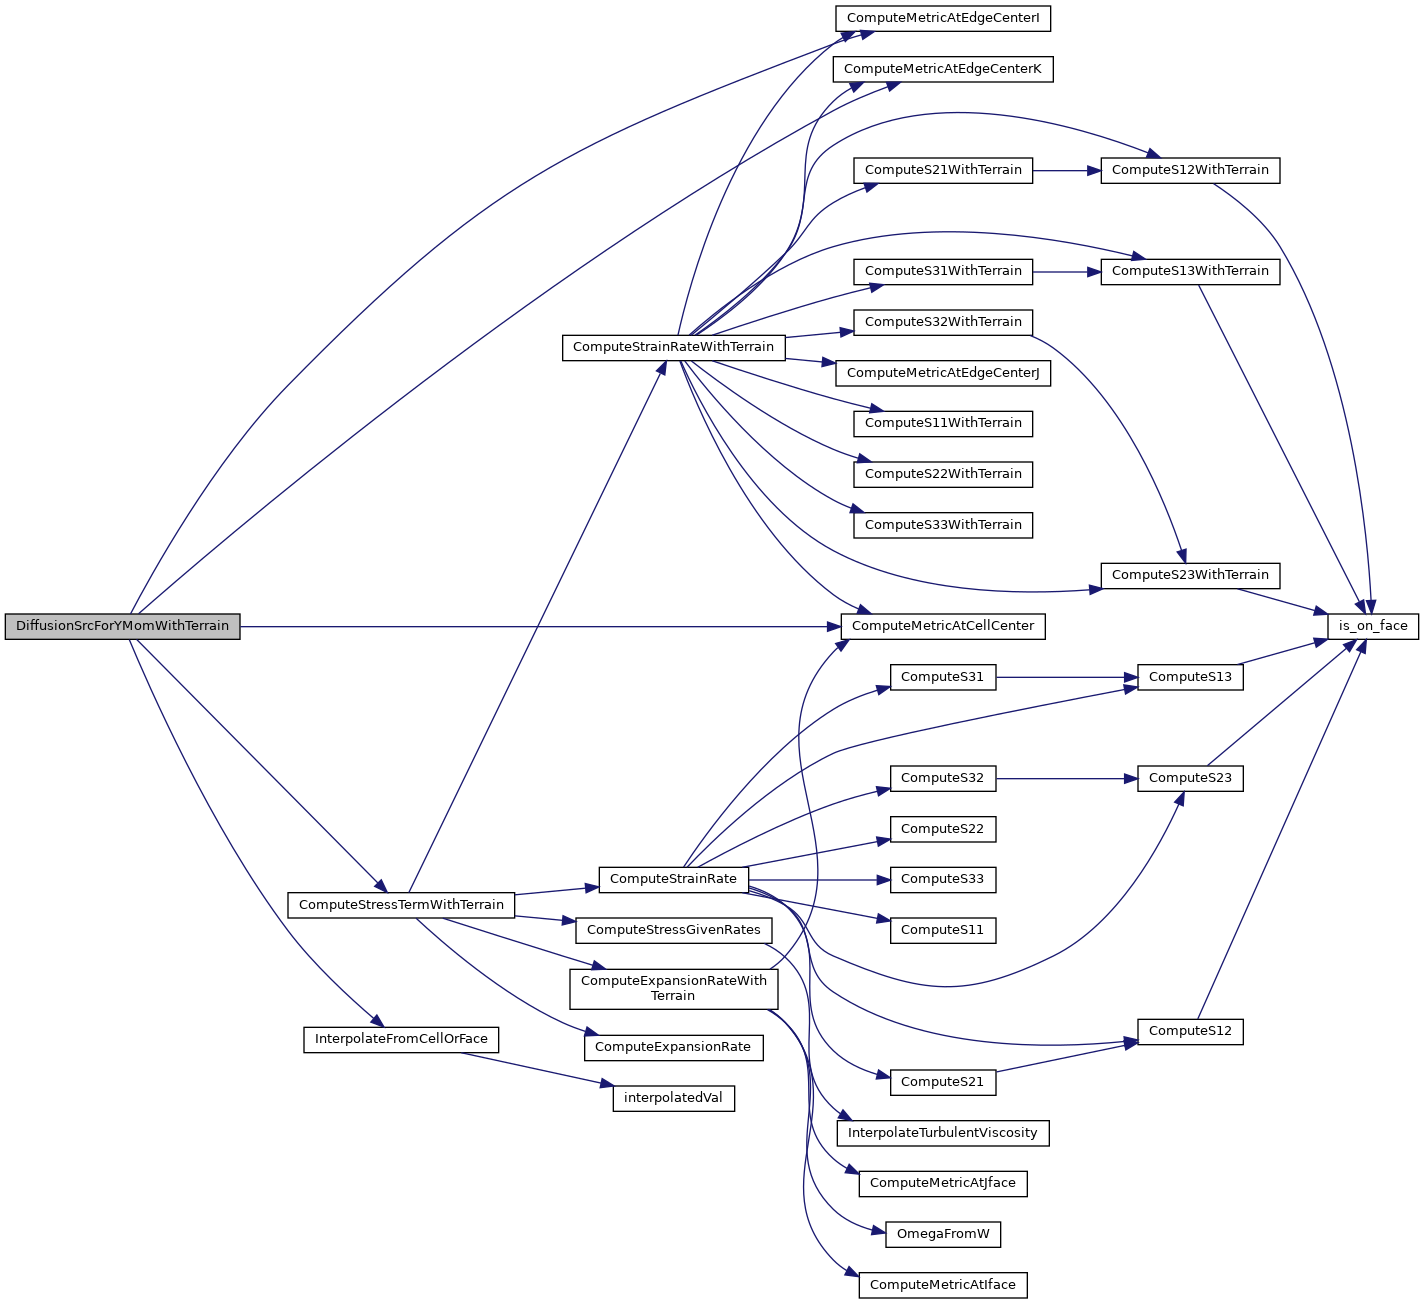 ComputeMetricAtEdgeCenterI
ComputeMetricAtEdgeCenterK
ComputeS21WithTerrain
ComputeS12WithTerrain
ComputeS31WithTerrain
ComputeS13WithTerrain
ComputeS32WithTerrain
ComputeStrainRateWithTerrain
ComputeMetricAtEdgeCenterJ
ComputeS11WithTerrain
ComputeS22WithTerrain
ComputeS33WithTerrain
ComputeS23WithTerrain
DiffusionSrcForYMomWithTerrain
ComputeMetricAtCellCenter
is_on_face
ComputeS31
ComputeS13
ComputeS32
ComputeS23
ComputeS22
ComputeStrainRate
ComputeS33
ComputeStressTermWithTerrain
ComputeStressGivenRates
ComputeS11
ComputeExpansionRateWith
Terrain
InterpolateFromCellOrFace
ComputeExpansionRate
ComputeS12
ComputeS21
interpolatedVal
InterpolateTurbulentViscosity
ComputeMetricAtJface
OmegaFromW
ComputeMetricAtIface